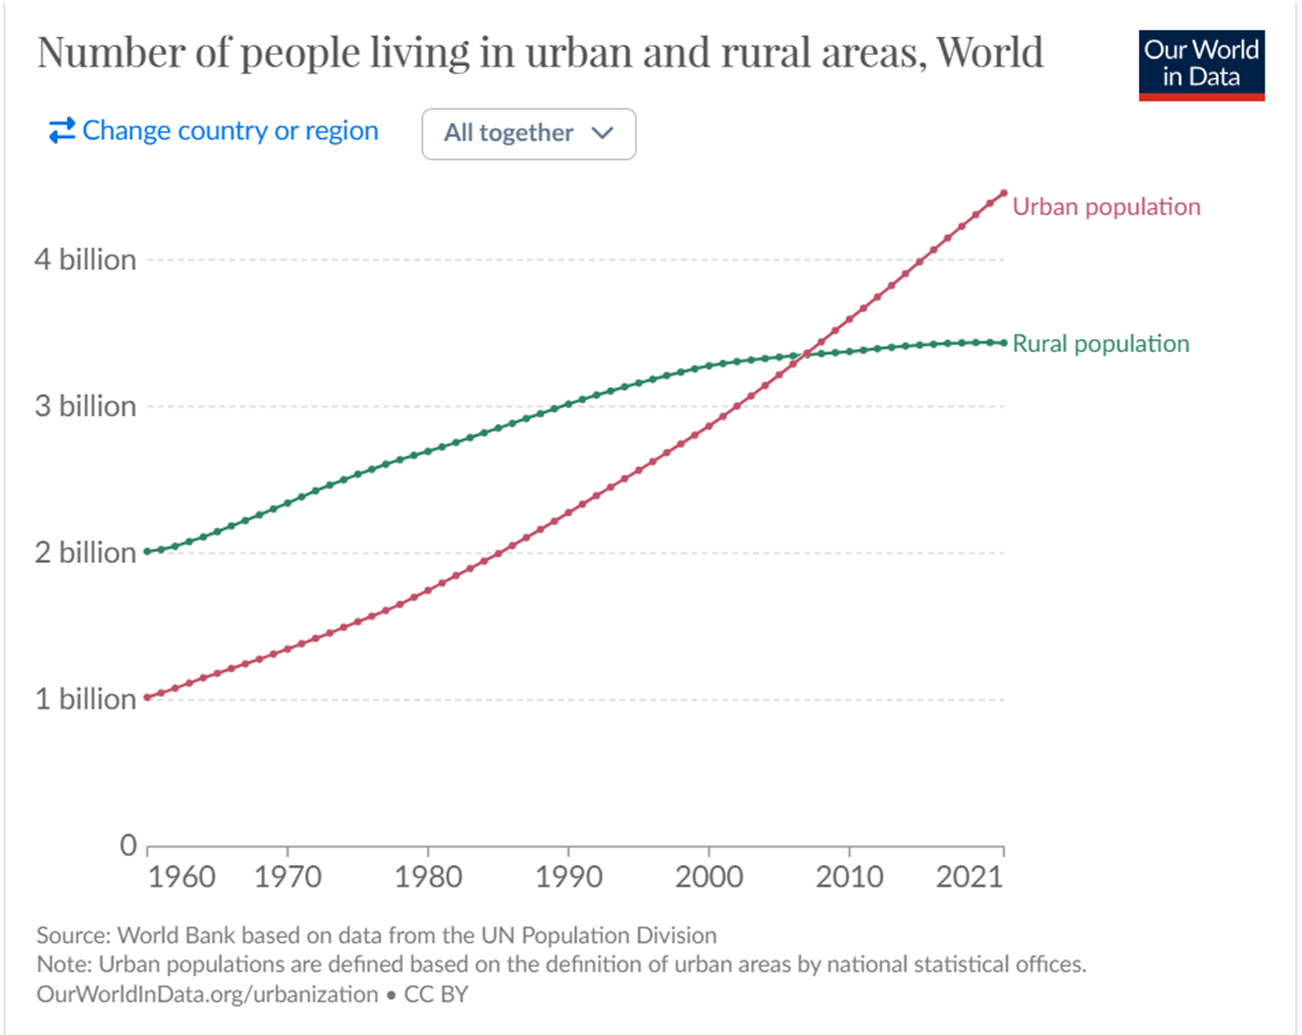 Number of people living in urban and rural areas, World
Our World
in Data
Change country or region
All together
Urban population
4 billion
Rural population
3 billion
2 billion
1 billion
0
1960 1970 1980 1990 2000 2010 2021
Source: World Bank based on data from the UN Population Division
Note: Urban populations are defined based on the definition of urban areas by national statistical offices.
OurWorldInData.org/urbanization • CC BY